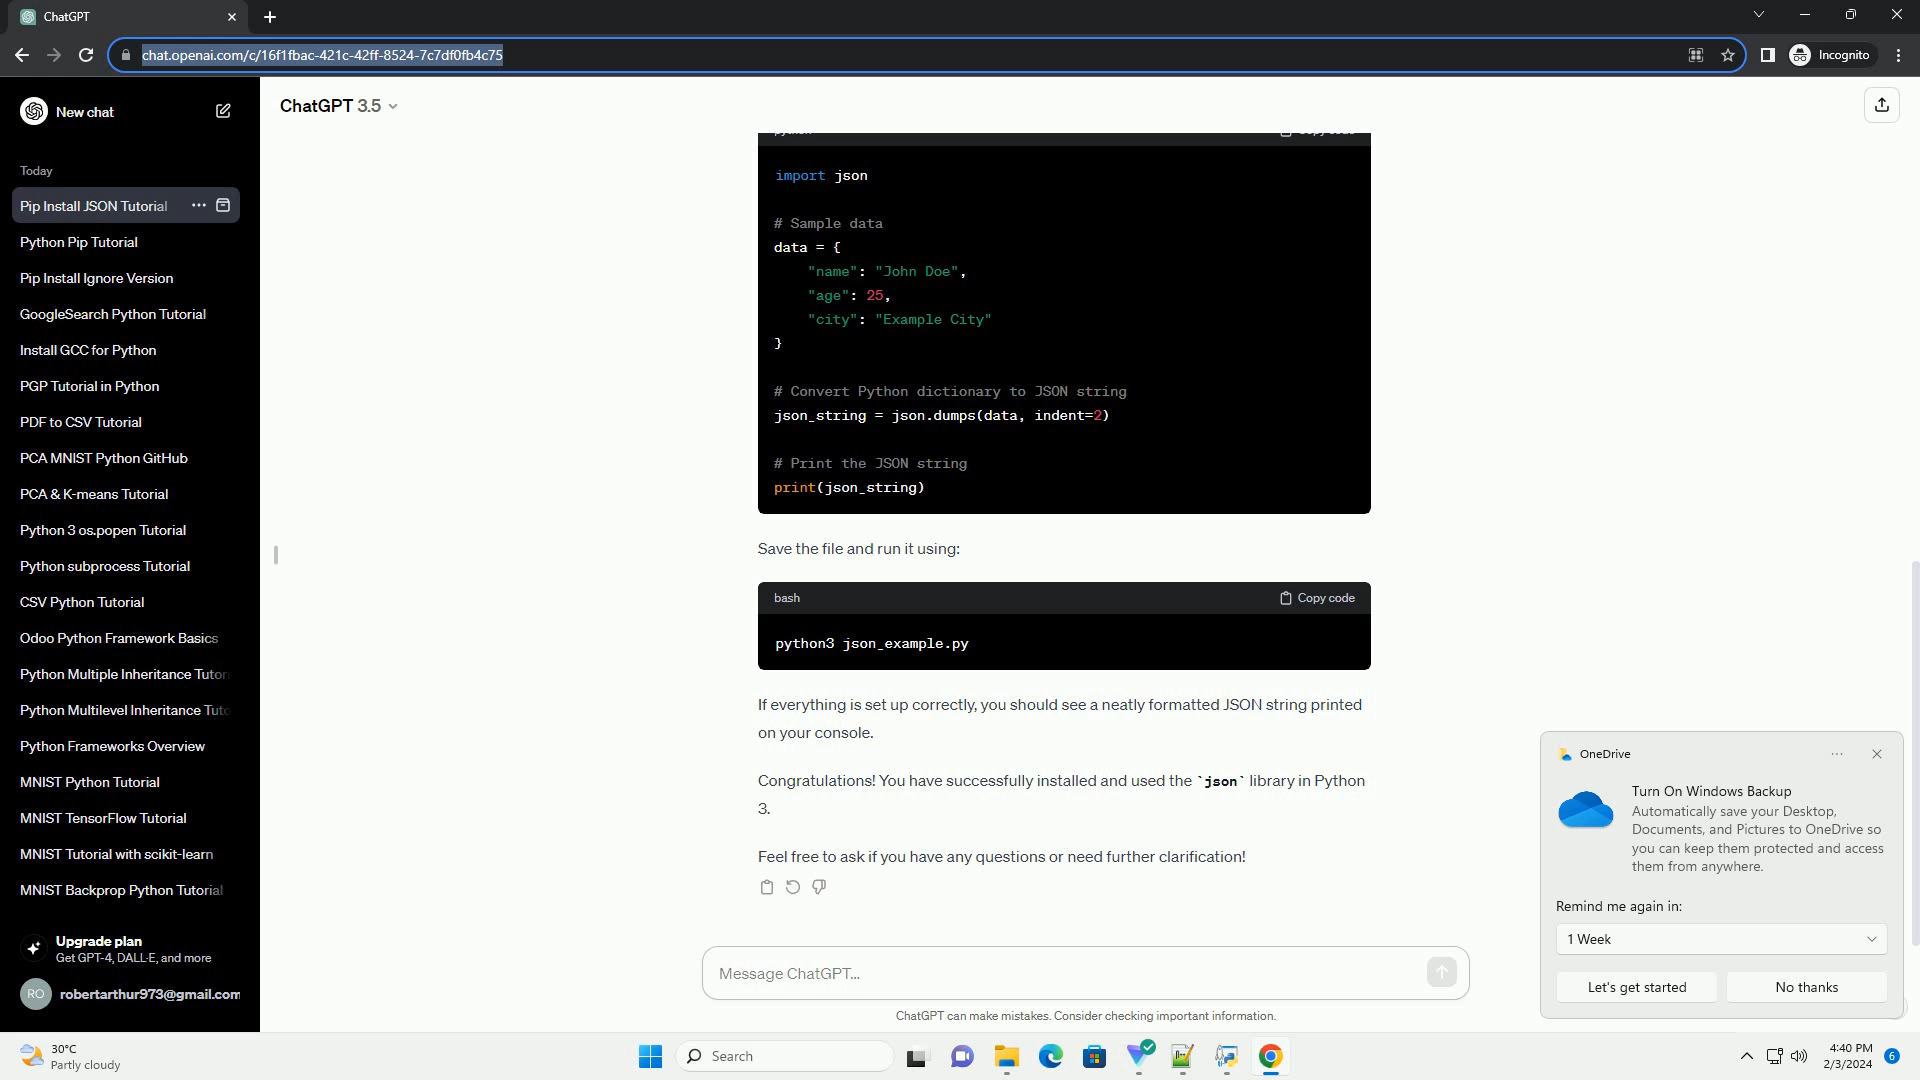 ChatGPT
chat.openai.com/c/16f1fbac-421c-42ff-8524-7c7df0fb4c75
Incognito
New chat
Today
Pip Install JSON Tutorial
Python Pip Tutorial
Pip Install Ignore Version
GoogleSearch Python Tutorial
Install GCC for Python
PGP Tutorial in Python
PDF to CSV Tutorial
PCA MNIST Python GitHub
PCA & K-means Tutorial
Python 3 os.popen Tutorial
Python subprocess Tutorial
CSV Python Tutorial
Odoo Python Framework Basics
Python Multiple Inheritance Tutor
Python Multilevel Inheritance Tuto
Python Frameworks Overview
MNIST Python Tutorial
MNIST TensorFlow Tutorial
MNIST Tutorial with scikit-learn
MNIST Backprop Python Tutorial
Upgrade plan
Get GPT-4, DALL·E, and more
RO
robertarthur973@gmail.com
ChatGPT 3.5
import json
# Sample data
data = {
"name": "John Doe",
"age": 25,
"city": "Example City"
}
# Convert Python dictionary to JSON string
json_string = json.dumps(data, indent=2)
# Print the JSON string
print(json_string)
Save the file and run it using:
bash
Copy code
python3 json_example.py
If everything is set up correctly, you should see a neatly formatted JSON string printed
on your console.
Congratulations! You have successfully installed and used the `json` library in Python
3.
Feel free to ask if you have any questions or need further clarification!
Message ChatGPT...
ChatGPT can make mistakes. Consider checking important information.
OneDrive
Turn On Windows Backup
Automatically save your Desktop,
Documents, and Pictures to OneDrive so
you can keep them protected and access
them from anywhere.
Remind me again in:
1 Week
Let's get started
No thanks
30°C
Partly cloudy
Search
4:40 PM
2/3/2024
6